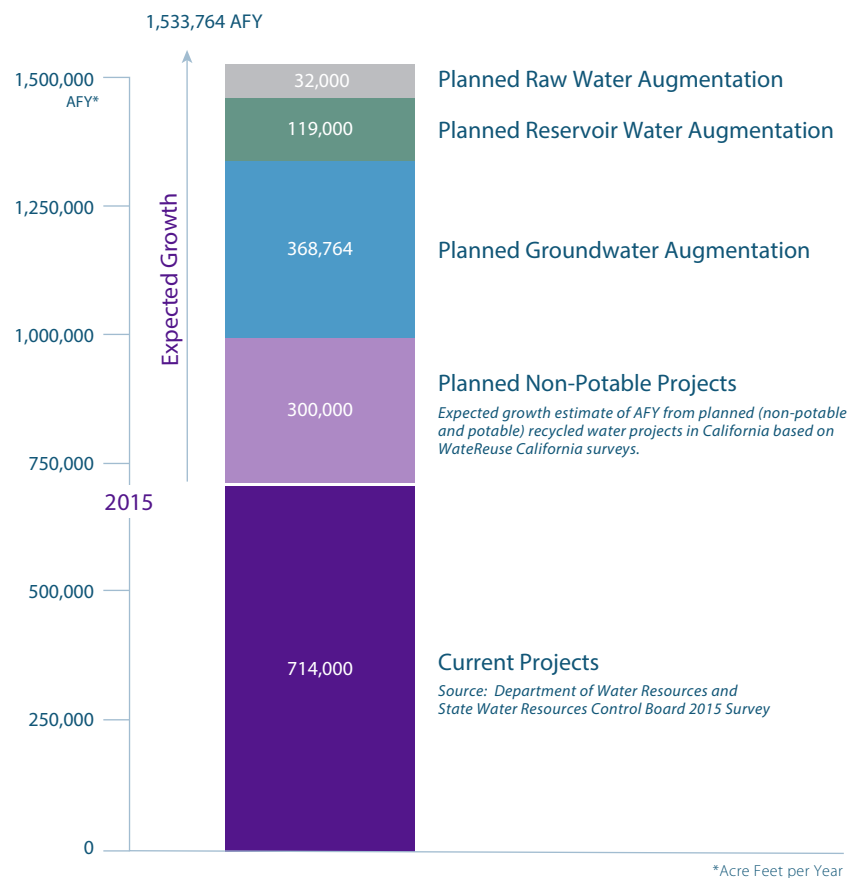 1,533,764 AFY
1,500,000
AFY*
1,250,000
1,000,000
750,000
2015
500,000
250,000
0
Expected Growth
32,000
Planned Raw Water Augmentation
119,000
Planned Reservoir Water Augmentation
368,764
Planned Groundwater Augmentation
300,000
Planned Non-Potable Projects
Expected growth estimate of AFY from planned (non-potable
and potable) recycled water projects in California based on
WateReuse California surveys.
714,000
Current Projects
Source: Department of Water Resources and
State Water Resources Control Board 2015 Survey
*Acre Feet per Year